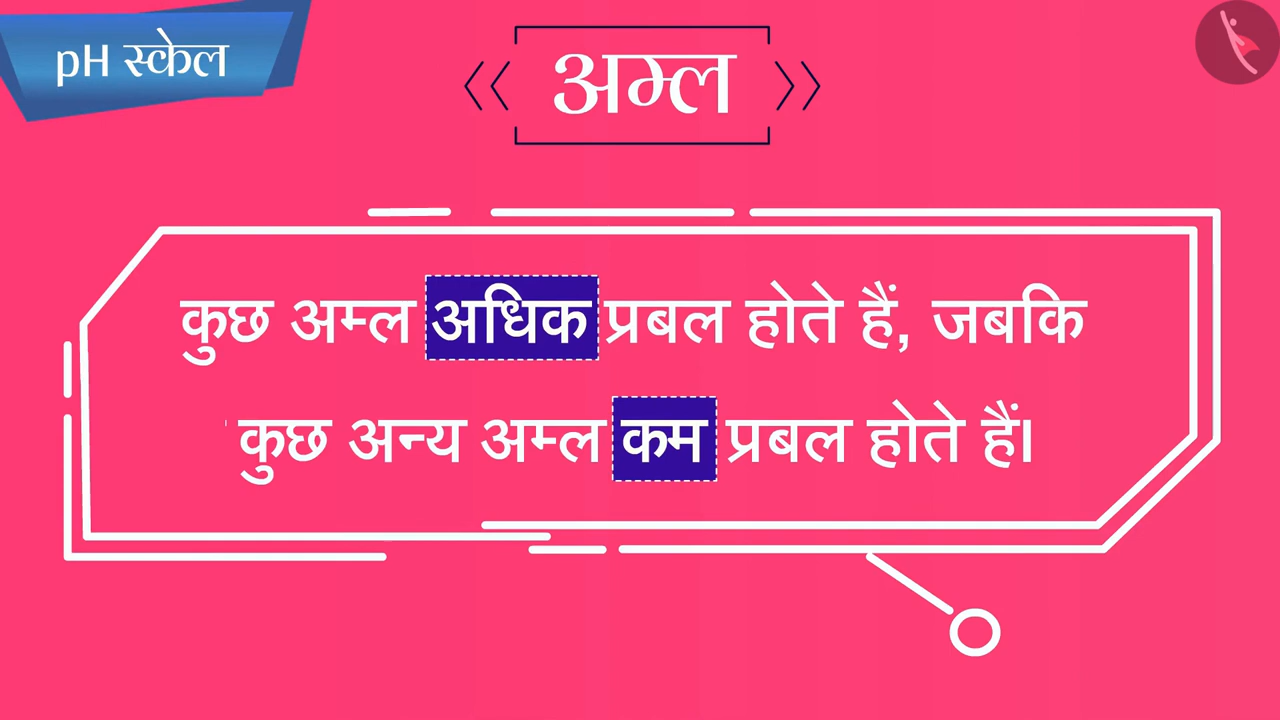 pH स्केल
अम्ल
कुछ अम्ल अधिक प्रबल होते हैं, जबकि
कुछ अन्य अम्ल कम प्रबल होते हैं।